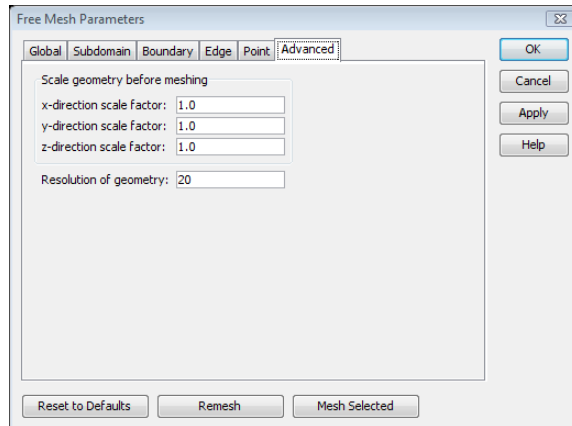 Free Mesh Parameters
Global Subdomain Boundary Edge Point Advanced
OK
Scale geometry before meshing
Cancel
x-direction scale factor: 1.0
Apply
y-direction scale factor: 1.0
z-direction scale factor: 1.0
Help
Resolution of geometry: 20
Reset to Defaults Remesh Mesh Selected